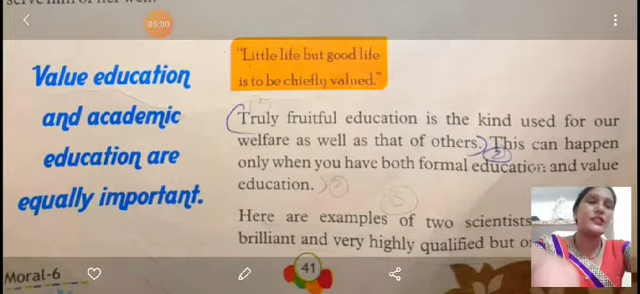 05:00
"Little life but good life
is to be chiefly valued."
Value education
and academic
education are
equally important.
Truly fruitful education is the kind used for our
welfare as well as that of others. This can happen
only when you have both formal education and value
education.
Here are examples of two scientists
brilliant and very highly qualified but
Moral-6
41